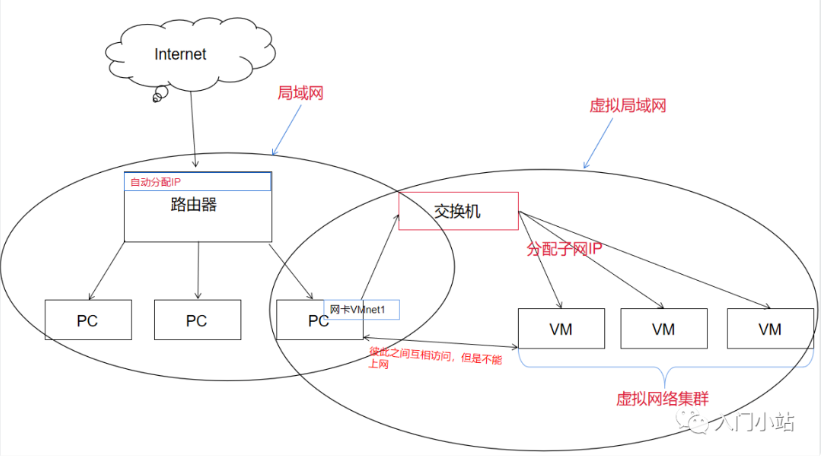 Internet
局域网
虚拟局域网
自动分配IP
路由器
交换机
分配子网IP
网卡VMnet1
PC
PC
PC
VM
VM
VM
彼此之间互相访问，但是不能
上网
虚拟网络集群
入门小站